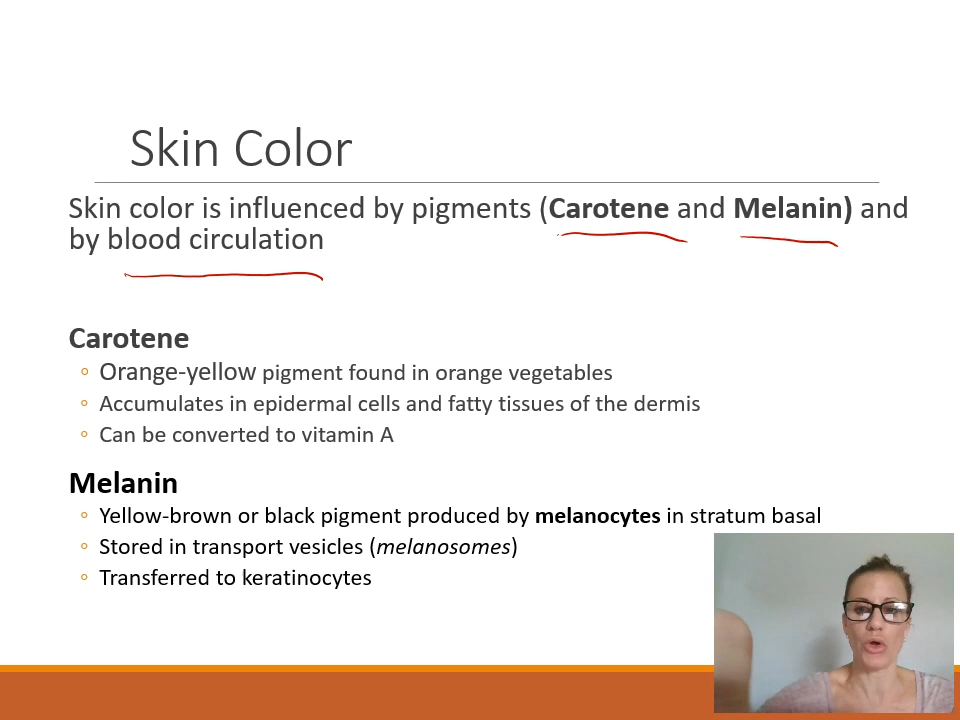 Skin Color
Skin color is influenced by pigments (Carotene and Melanin) and
by blood circulation
Carotene
◦ Orange-yellow pigment found in orange vegetables
◦ Accumulates in epidermal cells and fatty tissues of the dermis
◦ Can be converted to vitamin A
Melanin
◦ Yellow-brown or black pigment produced by melanocytes in stratum basal
◦ Stored in transport vesicles (melanosomes)
◦ Transferred to keratinocytes